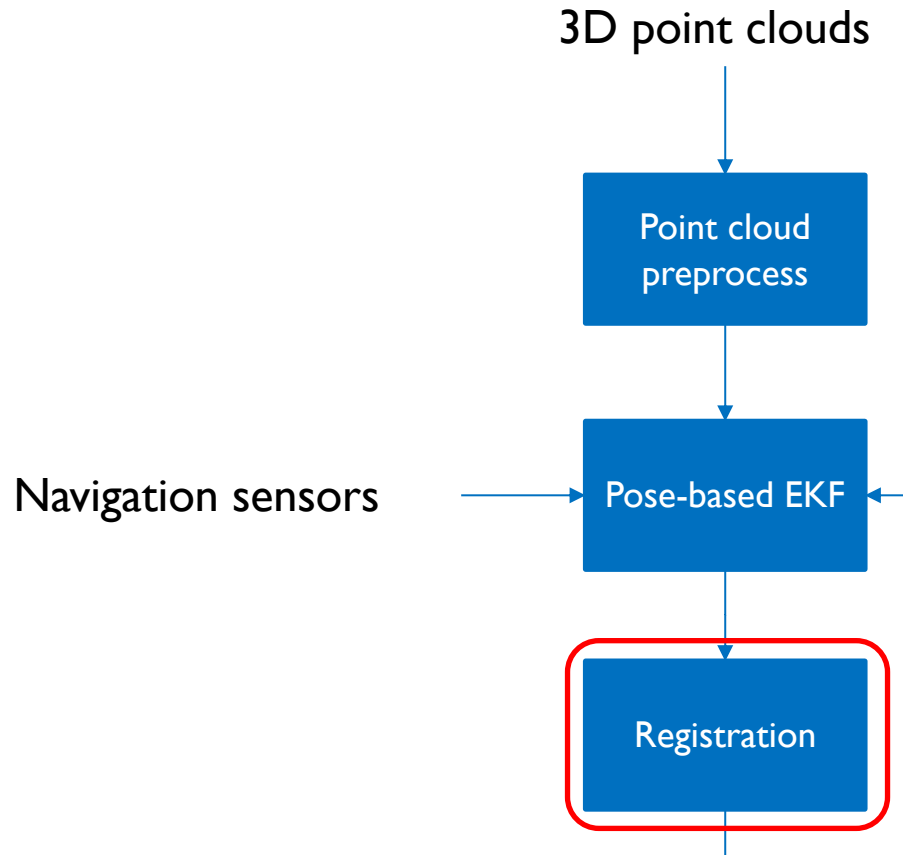 3D point clouds
Point cloud
preprocess
Navigation sensors
Pose-based EKF
Registration